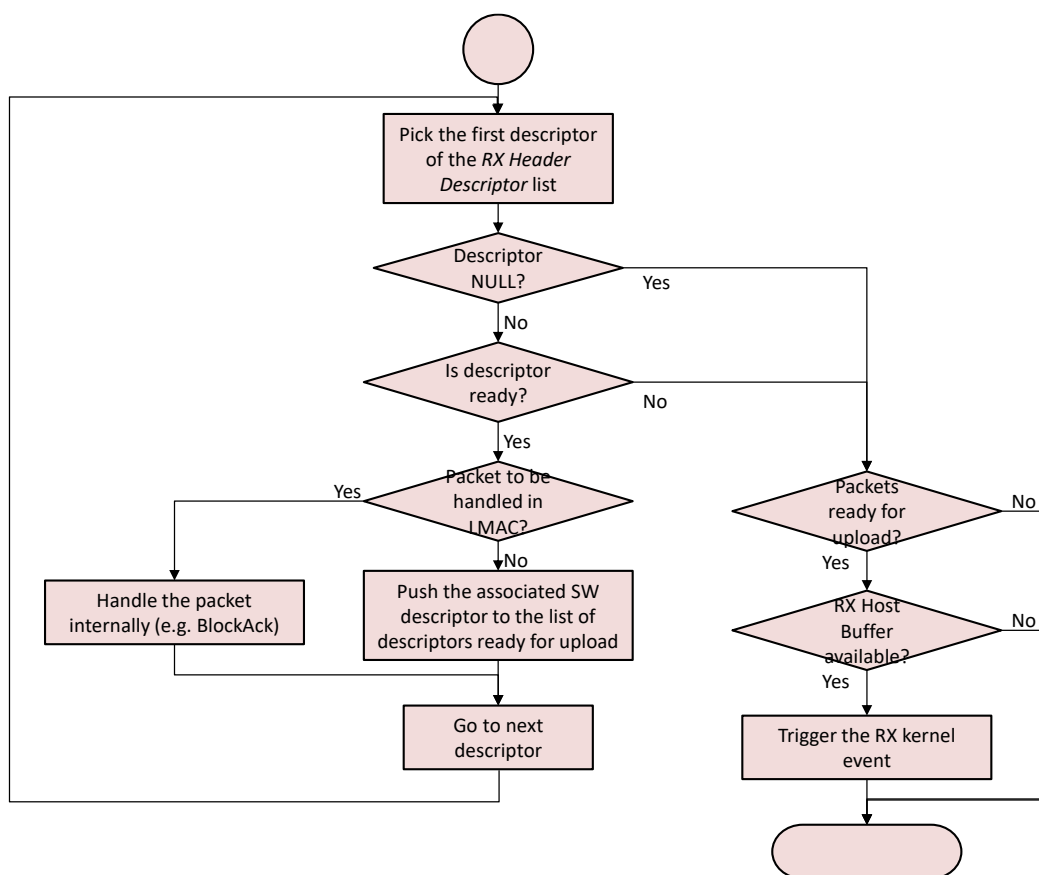 Pick the first descriptor
of the RX Header
Descriptor list
Descriptor
NULL?
Yes
No
Is descriptor
ready?
No
Yes
Packet to be
handled in
LMAC?
Yes
No
Packets
ready for
upload?
No
Yes
Handle the packet
internally (e.g. BlockAck)
Push the associated SW
descriptor to the list of
descriptors ready for upload
RX Host
Buffer
available?
No
Yes
Go to next
descriptor
Trigger the RX kernel
event